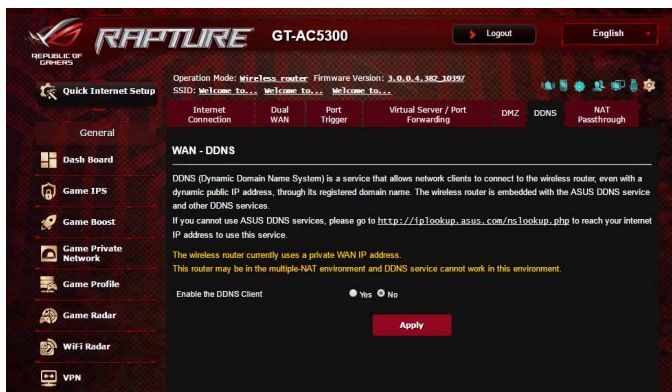 REPUBLIC OF
GAMERS
RAPTURE
GT-AC5300
Logout
English
Quick Internet Setup
Operation Mode: Wireless router Firmware Version: 3.0.0.4.382_10397
SSID: Welcome to... Welcome to... Welcome to...
Internet Connection
Dual WAN
Port Trigger
Virtual Server / Port Forwarding
DMZ
DDNS
NAT Passthrough
General
Dash Board
Game IPS
Game Boost
Game Private
Network
Game Profile
Game Radar
WiFi Radar
VPN
WAN - DDNS
DDNS (Dynamic Domain Name System) is a service that allows network clients to connect to the wireless router, even with a
dynamic public IP address, through its registered domain name. The wireless router is embedded with the ASUS DDNS service
and other DDNS services.
If you cannot use ASUS DDNS services, please go to http://iplookup.asus.com/nslookup.php to reach your internet
IP address to use this service.
The wireless router currently uses a private WAN IP address.
This router may be in the multiple-NAT environment and DDNS service cannot work in this environment.
Enable the DDNS Client Yes No
Apply